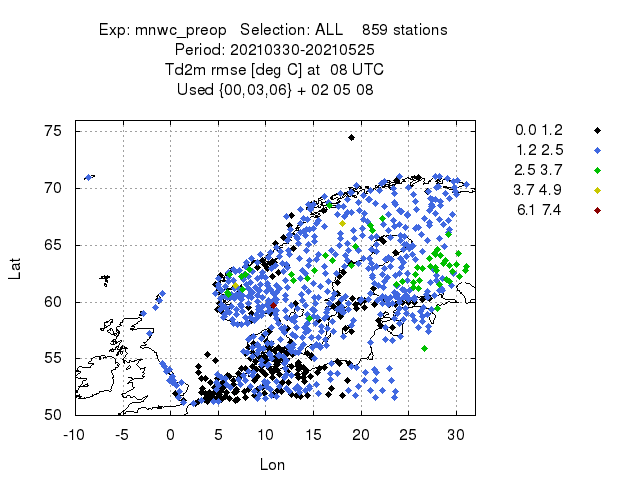 Exp: mnwc_preop   Selection: ALL    859 stations
Period: 20210330-20210525
Td2m rmse [deg C] at  08 UTC
Used {00,03,06} + 02 05 08
75
70
65
60
55
50
-10 -5 0 5 10 15 20 25 30
Lat
Lon
0.0 1.2
1.2 2.5
2.5 3.7
3.7 4.9
6.1 7.4